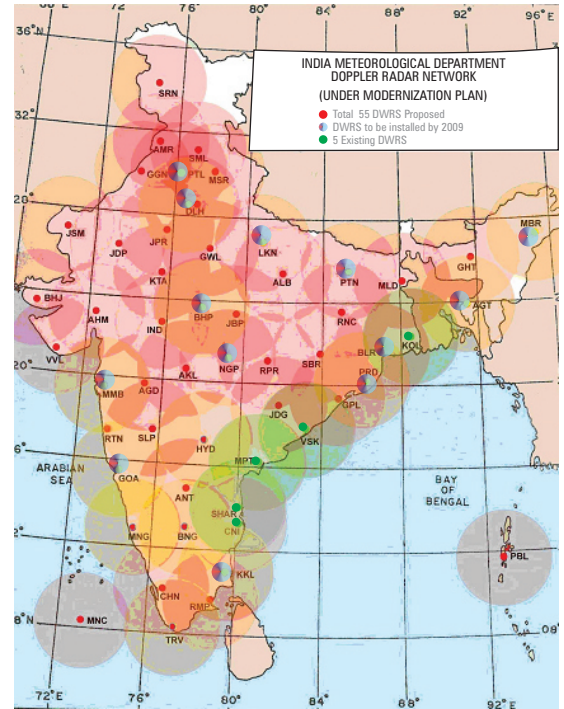 72° 76° 80° 84° 88° 92° 96° E
36° N
INDIA METEOROLOGICAL DEPARTMENT
DOPPLER RADAR NETWORK
(UNDER MODERNIZATION PLAN)
Total 55 DWRS Proposed
DWRS to be installed by 2009
5 Existing DWRS
SRN
32°
AMR
SML
GGN
PTL
MSR
28°
DLH
JSM
MBR
JPR
JDP
GWL
LKN
GHT
KTA
ALB
PTN
MLD
BHJ
AGT
AHM
BHP
IND
JBP
RNC
KOL
VVL
BLR
20°
AKL
NGP
RPR
SBR
PRD
MMB
AGD
GPL
JDG
RTN
SLP
HYD
VSK
MPT
ARABIAN
SEA
GOA
BAY
OF
BENGAL
ANT
SHAR
MNG
BNG
CNI
PBL
KKL
CHN
RMP
MNC
8° N
TRV
08°
72° E
76°
80°
84°
88°
92° E